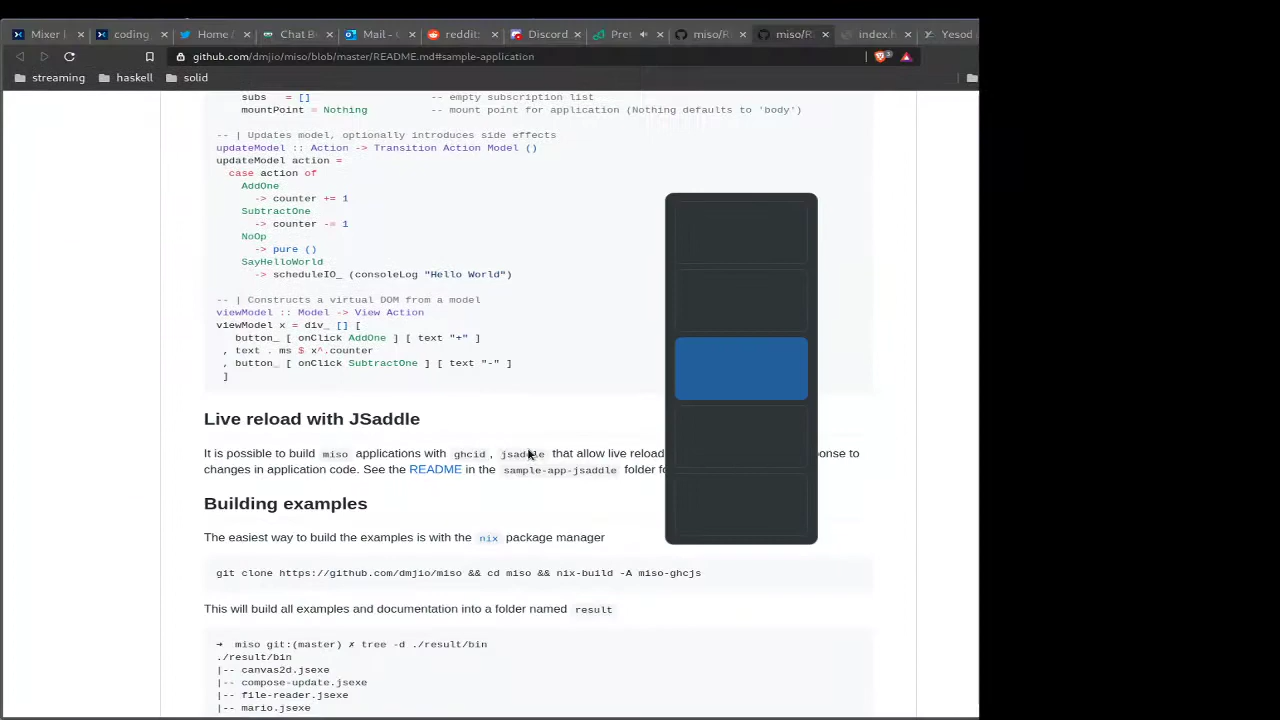 Mixer
coding
Home /
Chat B
Mail -
reddit:
Discord
Pre
miso/R
miso/R
index.h
Yesod
github.com/dmjio/miso/blob/master/README.md#sample-application
streaming haskell solid
subs = [] -- empty subscription list
mountPoint = Nothing -- mount point for application (Nothing defaults to 'body')
-- | Updates model, optionally introduces side effects
updateModel :: Action -> Transition Action Model ()
updateModel action =
case action of
AddOne
-> counter += 1
SubtractOne
-> counter -= 1
NoOp
-> pure ()
SayHelloWorld
-> scheduleIO_ (consoleLog "Hello World")
-- | Constructs a virtual DOM from a model
viewModel :: Model -> View Action
viewModel x = div_ [] [
button_ [ onClick AddOne ] [ text "+" ]
, text . ms $ x^.counter
, button_ [ onClick SubtractOne ] [ text "-" ]
]
Live reload with JSaddle
It is possible to build miso applications with ghcid, jsaddle that allow live reload onse to
changes in application code. See the README in the sample-app-jsaddle folder
Building examples
The easiest way to build the examples is with the nix package manager
git clone https://github.com/dmjio/miso && cd miso && nix-build -A miso-ghcjs
This will build all examples and documentation into a folder named result
➜ miso git:(master) ✗ tree -d ./result/bin
./result/bin
|-- canvas2d.jsexe
|-- compose-update.jsexe
|-- file-reader.jsexe
|-- mario.jsexe